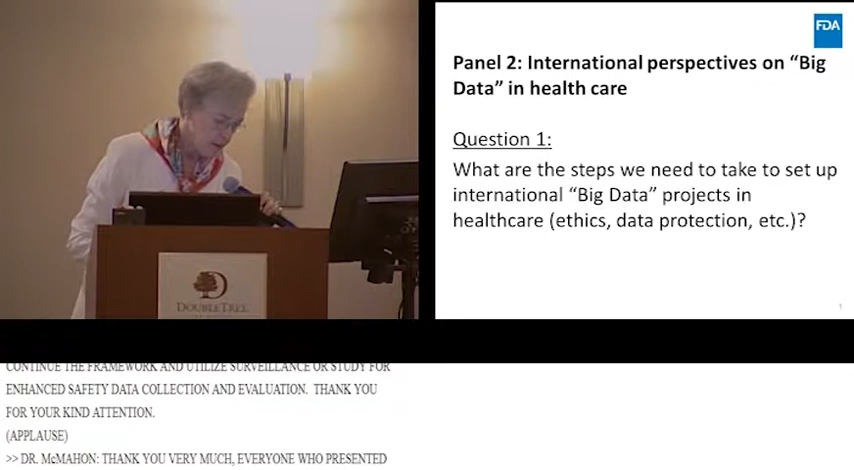 FDA
Panel 2: International perspectives on “Big
Data” in health care
Question 1:
What are the steps we need to take to set up
international “Big Data” projects in
healthcare (ethics, data protection, etc.)?
1
D
DOUBLETREE
CONTINUE THE FRAMEWORK AND UTILIZE SURVEILLANCE OR STUDY FOR
ENHANCED SAFETY DATA COLLECTION AND EVALUATION. THANK YOU
FOR YOUR KIND ATTENTION.
(APPLAUSE)
>> DR. McMAHON: THANK YOU VERY MUCH, EVERYONE WHO PRESENTED